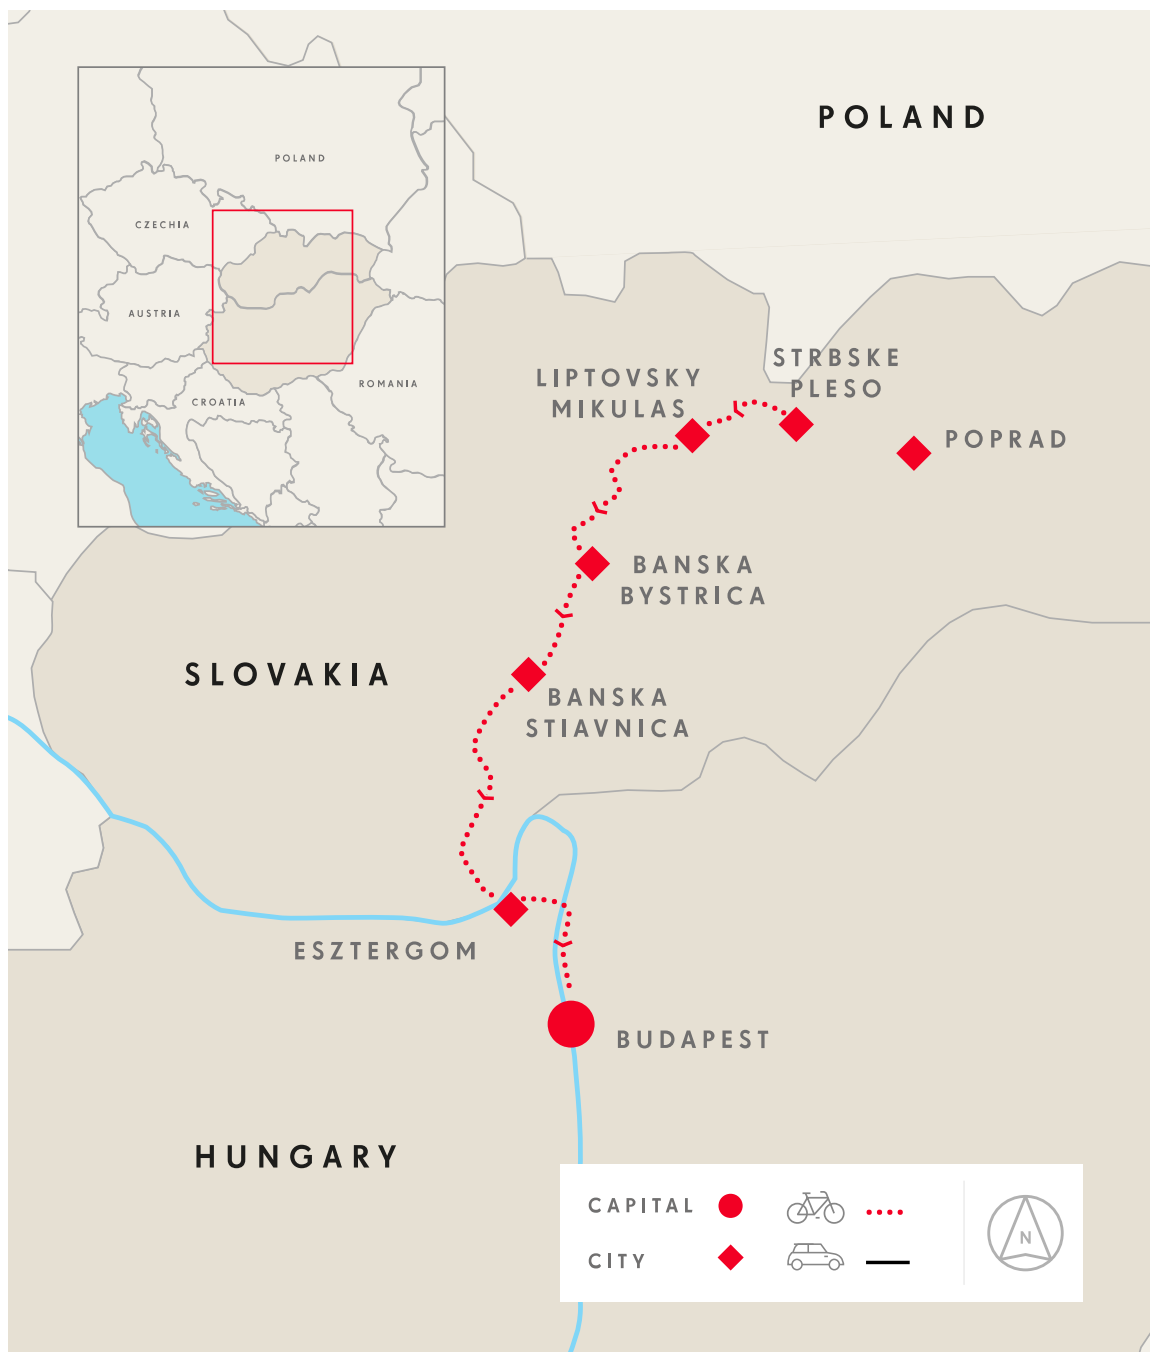 POLAND
POLAND
CZECHIA
AUSTRIA
ROMANIA
CROATIA
STRBSKE
PLESO
LIPTOVSKY
MIKULAS
POPRAD
BANSKA
BYSTRICA
SLOVAKIA
BANSKA
STIAVNICA
ESZTERGOM
BUDAPEST
HUNGARY
CAPITAL
CITY
N